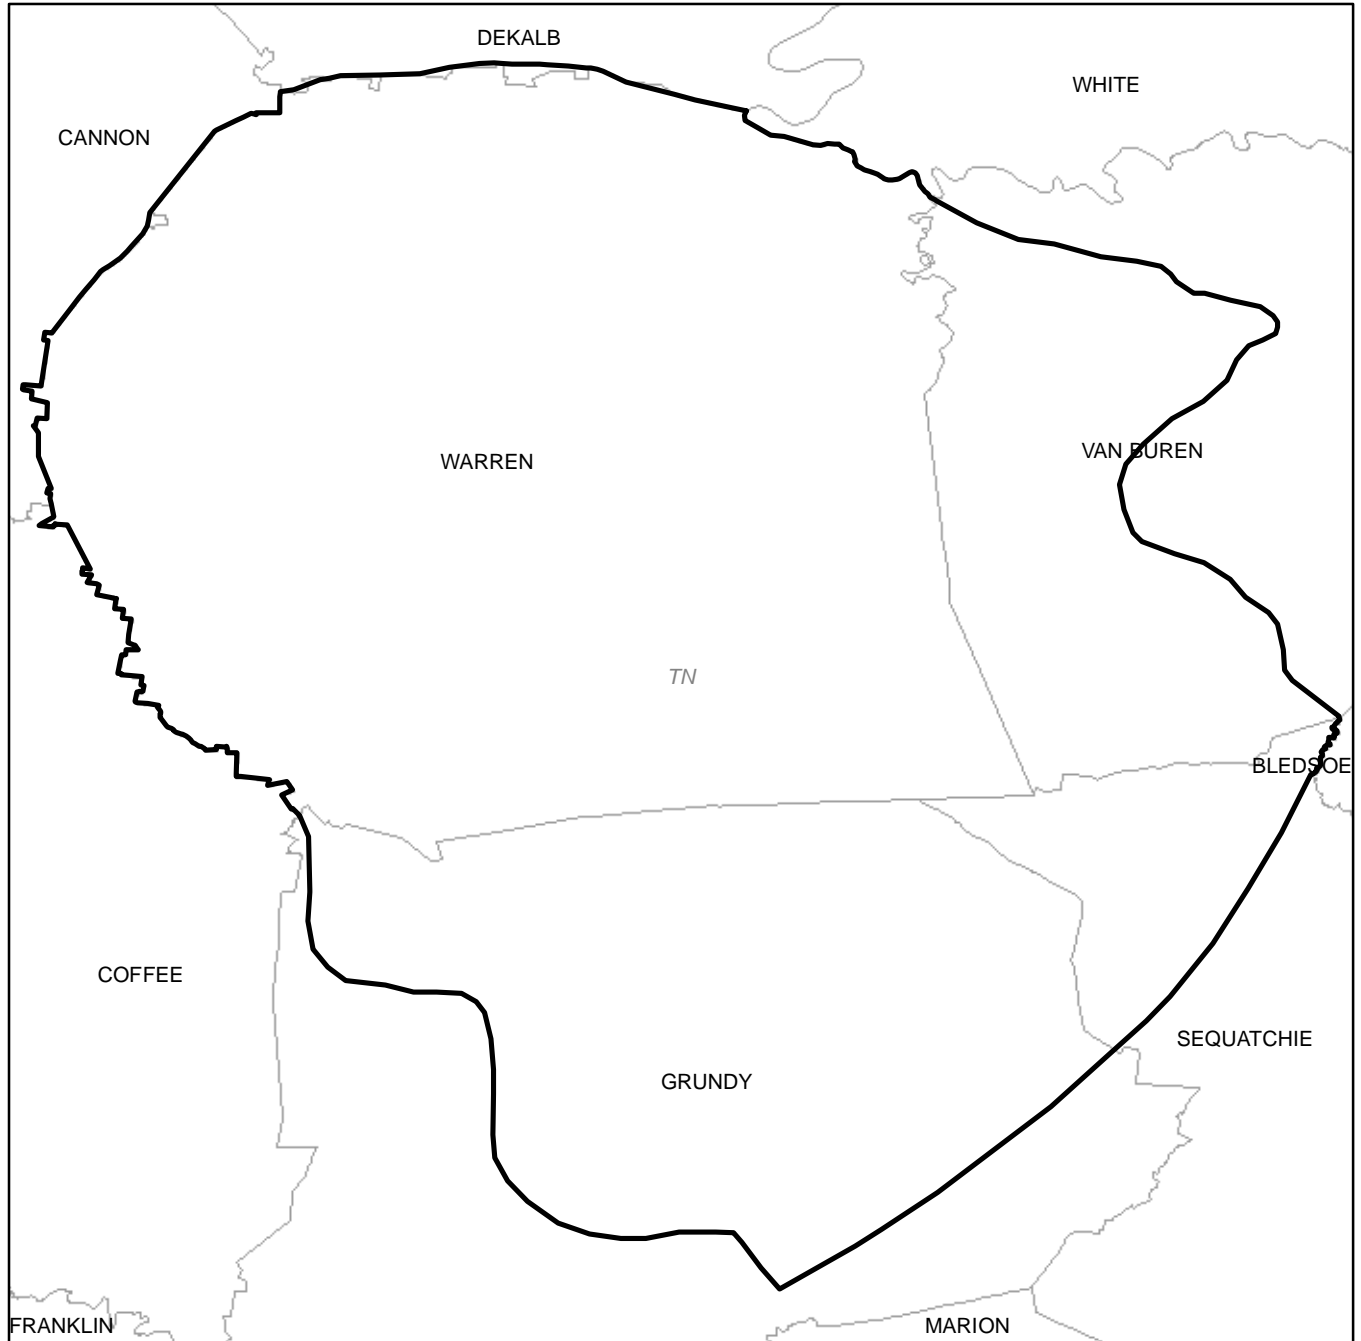 DEKALB
WHITE
CANNON
VAN BUREN
WARREN
TN
BLEDSOE
COFFEE
SEQUATCHIE
GRUNDY
FRANKLIN
MARION